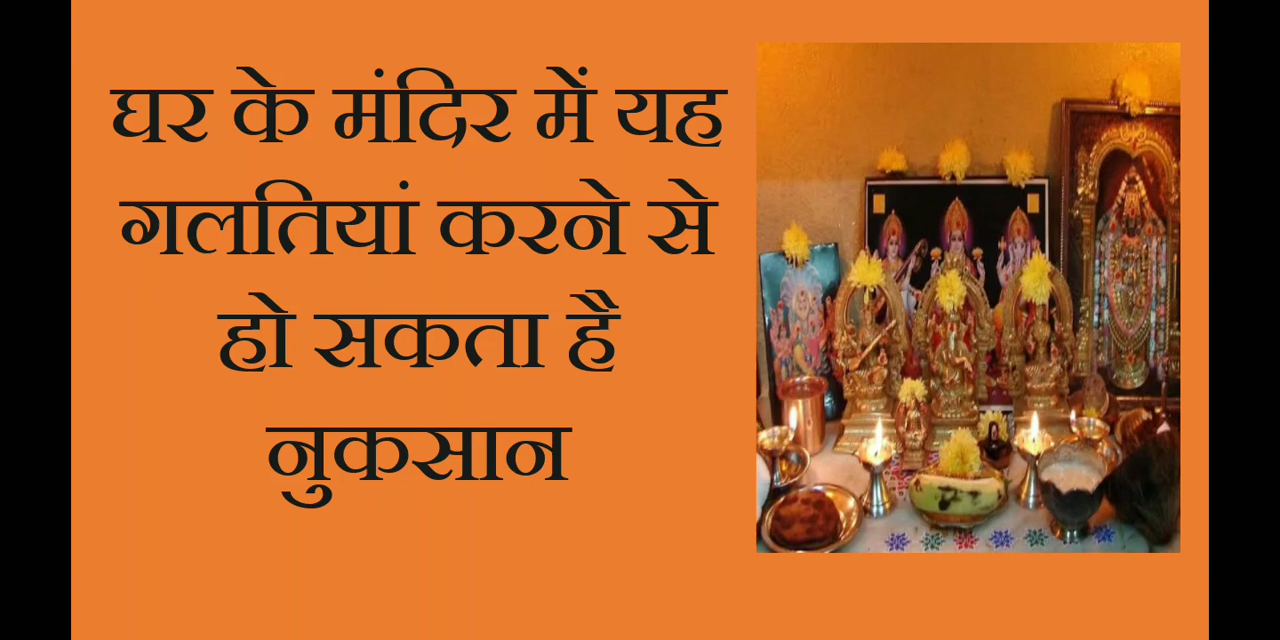 घर के मंदिर में यह
गलतियां करने से
हो सकता है
नुकसान